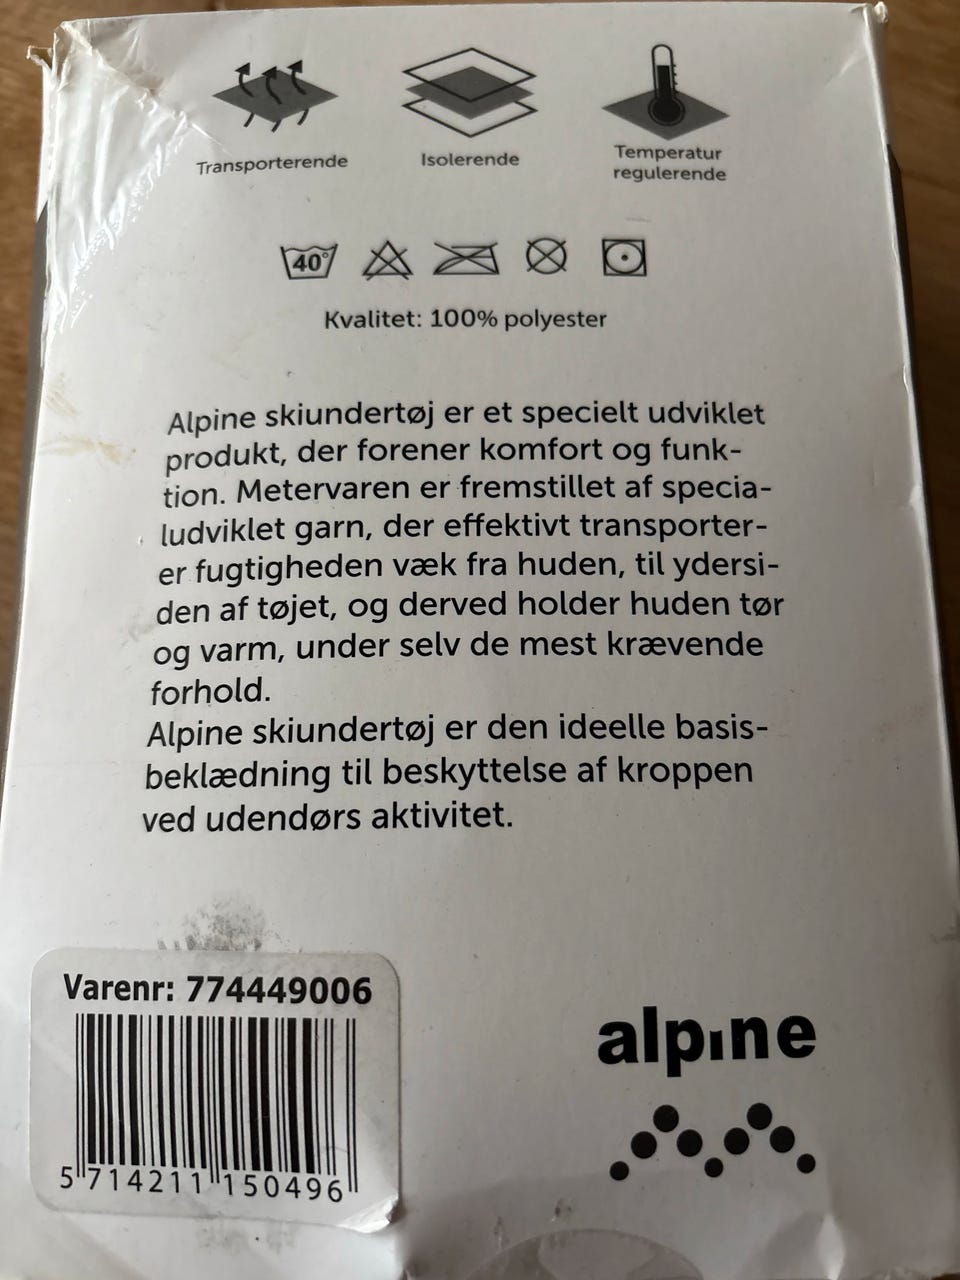 Transporterende
Isolerende
Temperatur
regulerende
40°
Kvalitet: 100% polyester
Alpine skiundertøj er et specielt udviklet
produkt, der forener komfort og funk-
tion. Metervaren er fremstillet af specia-
ludviklet garn, der effektivt transporter-
er fugtigheden væk fra huden, til ydersi-
den af tøjet, og derved holder huden tør
og varm, under selv de mest krævende
forhold.
Alpine skiundertøj er den ideelle basis-
beklædning til beskyttelse af kroppen
ved udendørs aktivitet.
Varenr: 774449006
5 714211 150496
alpine